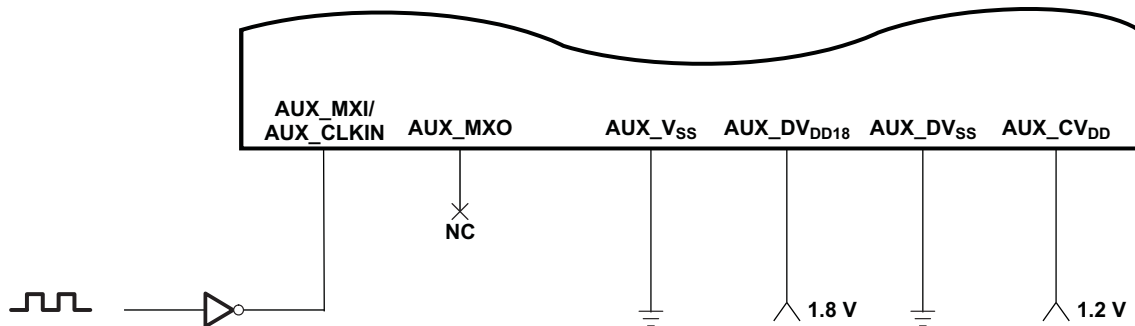 AUX_MXI/
AUX_CLKIN
AUX_MXO
AUX_VSS
AUX_DVDD18
AUX_DVSS
AUX_CVDD
NC
1.8 V
1.2 V